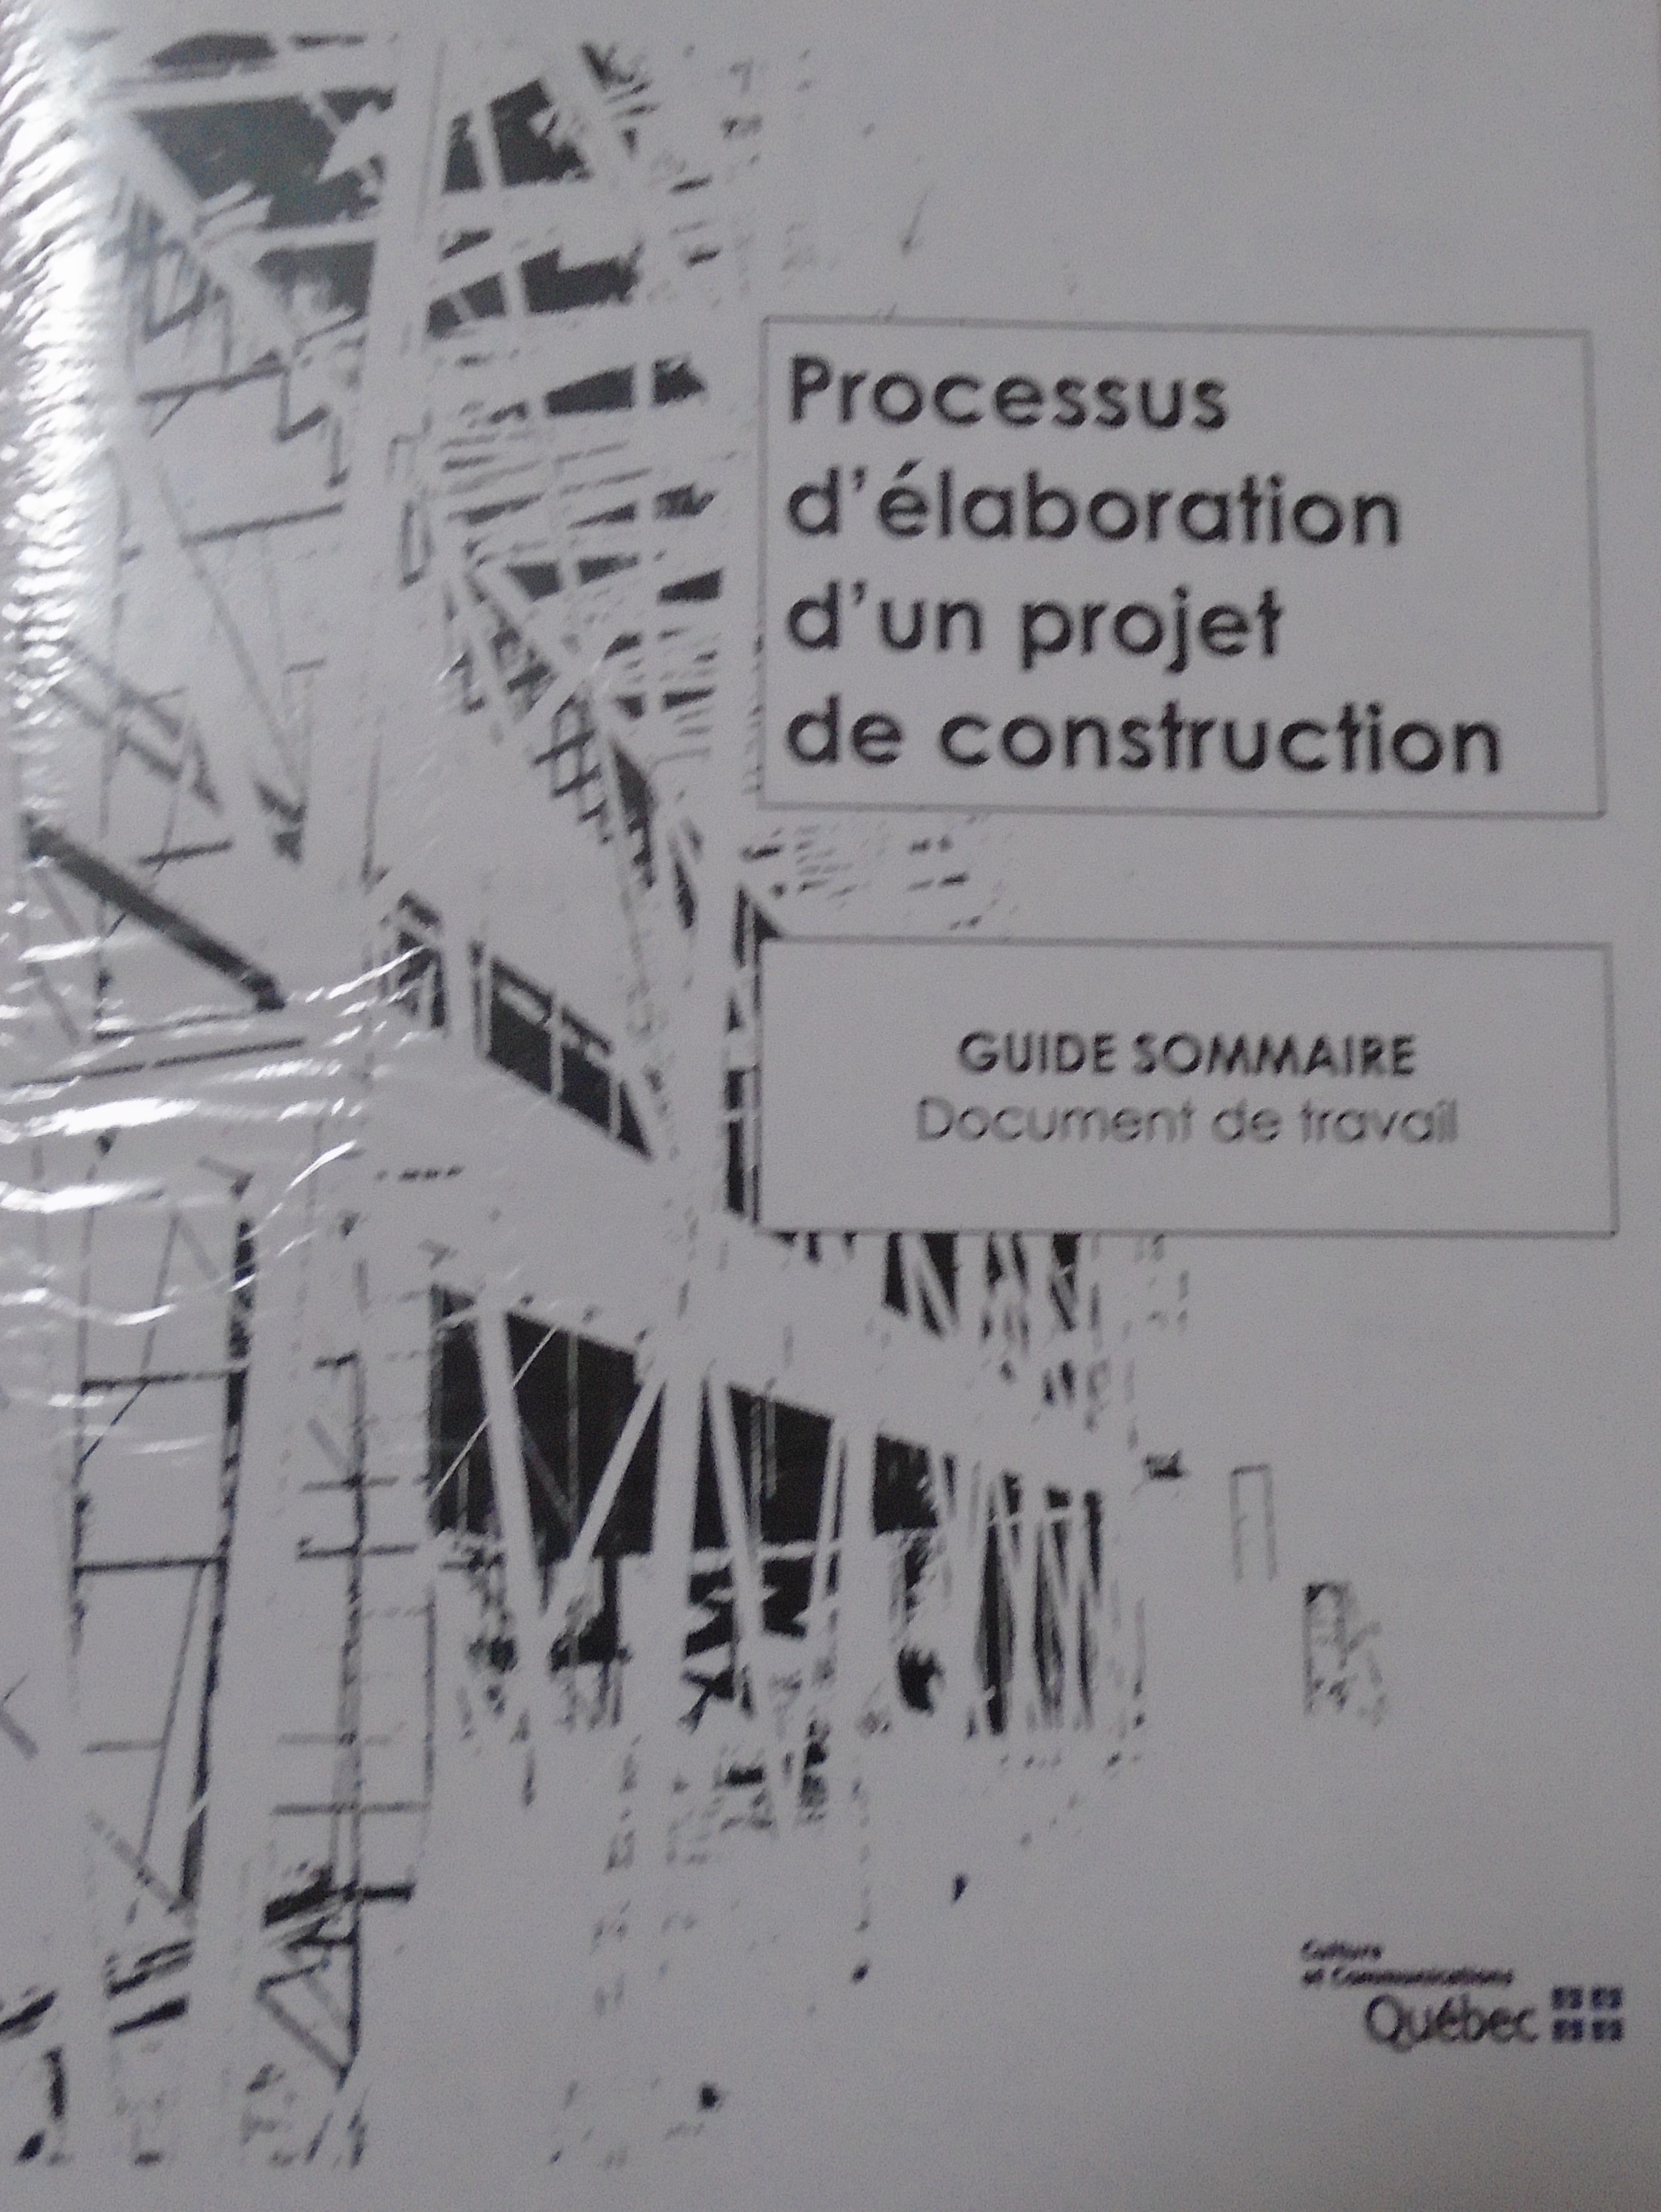 Processus
d'élaboration
d'un projet
de construction
GUIDE SOMMAIRE
Document de travail
Culture
et Communications
Québec